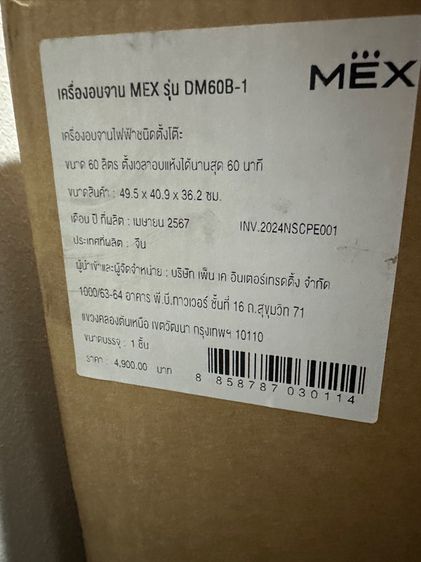 MEX
เครื่องอบจาน MEX รุ่น DM60B-1
เครื่องอบจานไฟฟ้าชนิดตั้งโต๊ะ
ขนาด 60 ลิตร ตั้งเวลาอบแห้งได้นานสุด 60 นาที
ขนาดสินค้า : 49.5 x 40.9 x 36.2 ซม.
เดือน ปี ที่ผลิต : เมษายน 2567 INV.2024NSCPE001
ประเทศที่ผลิต : จีน
ผู้นำเข้าและผู้จัดจำหน่าย : บริษัท เพ็น เค อินเตอร์เทรดดิ้ง จำกัด
1000/63-64 อาคาร พี.บี.ทาวเวอร์ ชั้นที่ 16 ถ.สุขุมวิท 71
แขวงคลองตันเหนือ เขตวัฒนา กรุงเทพฯ 10110
ขนาดบรรจุ : 1 ชิ้น
ราคา : 4,900.00 บาท
8 858787 030114